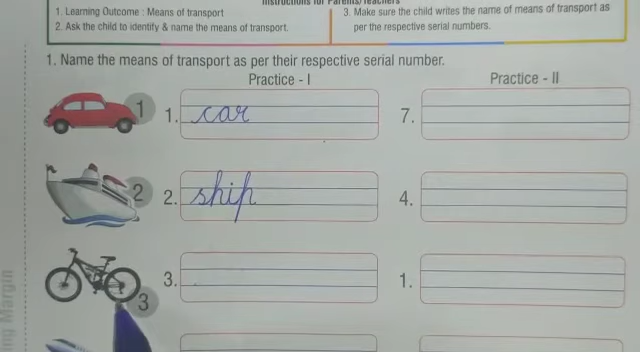 Instructions for Parents/Teachers
1. Learning Outcome : Means of transport
2. Ask the child to identify & name the means of transport.
3. Make sure the child writes the name of means of transport as
per the respective serial numbers.
1. Name the means of transport as per their respective serial number.
Practice - I
Practice - II
1
1. car
7.
2
2. ship
4.
3
3.
1.
ing Margin